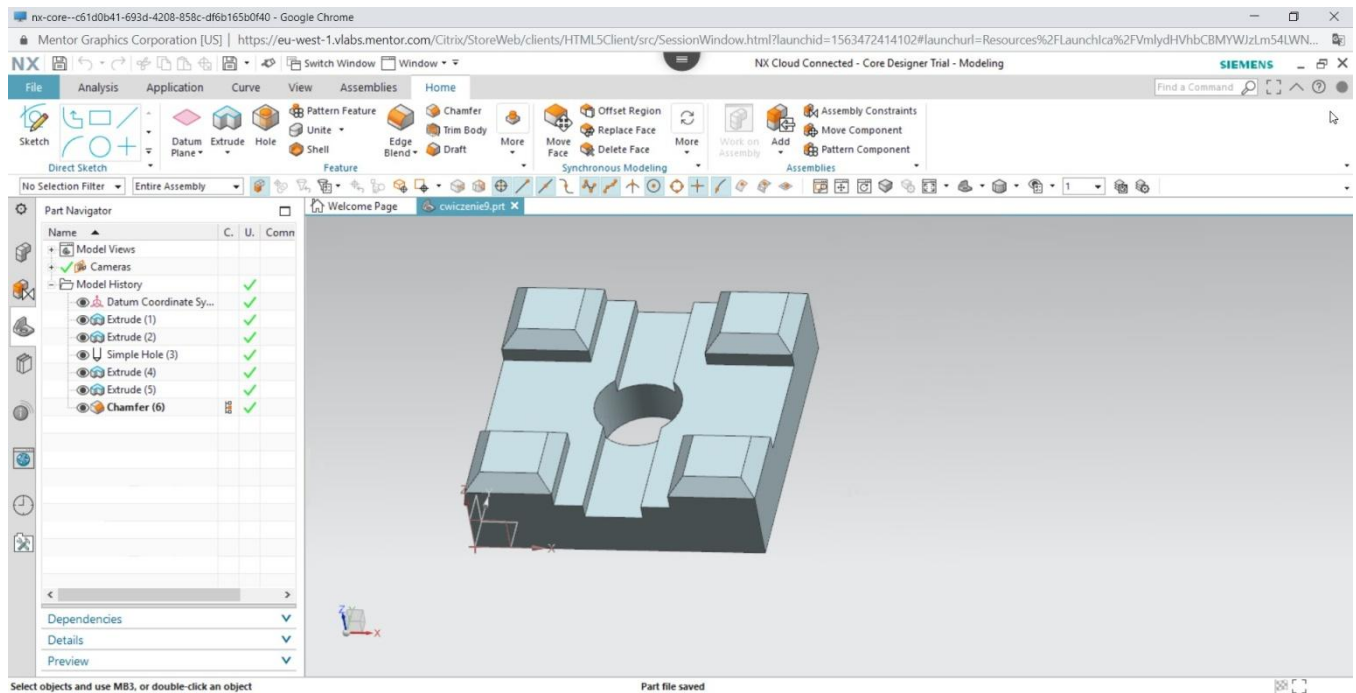 nx-core--c61d0b41-693d-4208-858c-df6b165b0f40 - Google Chrome
Mentor Graphics Corporation [US] | https://eu-west-1.vlabs.mentor.com/Citrix/StoreWeb/clients/HTML5Client/src/SessionWindow.html?launchid=1563472414102#launchurl=Resources%2FLaunchIca%2FVmlydHVhbCBMYWJzLm54LWN...
NX Switch Window Window NX Cloud Connected - Core Designer Trial - Modeling SIEMENS
File Analysis Application Curve View Assemblies Home Find a Command
Pattern Feature Chamfer Offset Region Assembly Constraints
Unite Trim Body Replace Face Move Component
Shell Draft Delete Face Pattern Component
Sketch Datum Plane Extrude Hole Edge Blend More Move Face More Work on Assembly Add
Direct Sketch Feature Synchronous Modeling Assemblies
No Selection Filter Entire Assembly 1
Part Navigator Welcome Page cwiczenie9.prt
Name C. U. Comn
Model Views
Cameras
Model History
Datum Coordinate Sy...
Extrude (1)
Extrude (2)
Simple Hole (3)
Extrude (4)
Extrude (5)
Chamfer (6)
Z
X
Z
X
Dependencies
Details
Preview
Select objects and use MB3, or double-click an object Part file saved